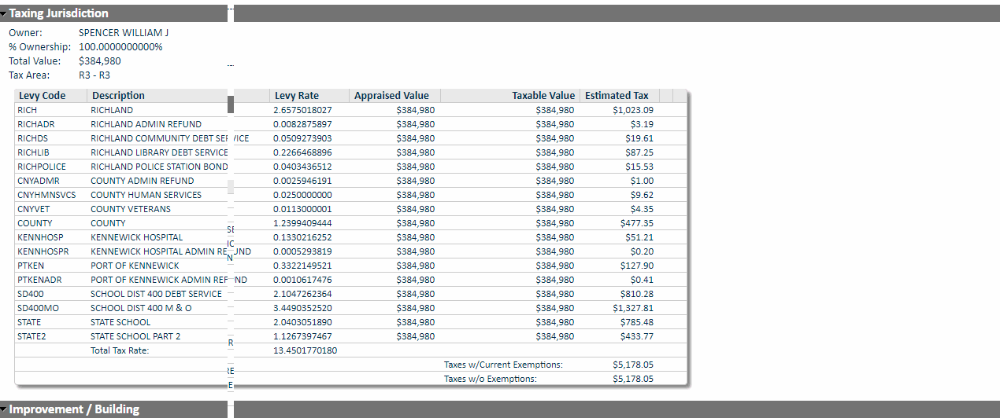 Taxing Jurisdiction
Owner: SPENCER WILLIAM J
% Ownership: 100.0000000000%
Total Value: $384,980
Tax Area: R3 - R3
Levy Code Description Levy Rate Appraised Value Taxable Value Estimated Tax
RICH RICHLAND 2.6575018027 $384,980 $384,980 $1,023.09
RICHADR RICHLAND ADMIN REFUND 0.0082875897 $384,980 $384,980 $3.19
RICHDS RICHLAND COMMUNITY DEBT SER/ICE 0.0509273903 $384,980 $384,980 $19.61
RICHLIB RICHLAND LIBRARY DEBT SERVICE 0.2266468896 $384,980 $384,980 $87.25
RICHPOLICE RICHLAND POLICE STATION BOND 0.0403436512 $384,980 $384,980 $15.53
CNYADMR COUNTY ADMIN REFUND 0.0025946191 $384,980 $384,980 $1.00
CNYHMNSVCS COUNTY HUMAN SERVICES 0.0250000000 $384,980 $384,980 $9.62
CNYVET COUNTY VETERANS 0.0113000001 $384,980 $384,980 $4.35
COUNTY COUNTY 1.2399409444 $384,980 $384,980 $477.35
SE
KENNHOSP KENNEWICK HOSPITAL 0.1330216252 $384,980 $384,980 $51.21
IC
KENNHOSPR KENNEWICK HOSPITAL ADMIN REFUND 0.0005293819 $384,980 $384,980 $0.20
N
PTKEN PORT OF KENNEWICK 0.3322149521 $384,980 $384,980 $127.90
PTKENADR PORT OF KENNEWICK ADMIN REFUND 0.0010617476 $384,980 $384,980 $0.41
SD400 SCHOOL DIST 400 DEBT SERVICE 2.1047262364 $384,980 $384,980 $810.28
SD400MO SCHOOL DIST 400 M & O 3.4490352520 $384,980 $384,980 $1,327.81
STATE STATE SCHOOL 2.0403051890 $384,980 $384,980 $785.48
STATE2 STATE SCHOOL PART 2 1.1267397467 $384,980 $384,980 $433.77
R
Total Tax Rate: 13.4501770180
Taxes w/Current Exemptions: $5,178.05
RE
Taxes w/o Exemptions: $5,178.05
E
Improvement / Building